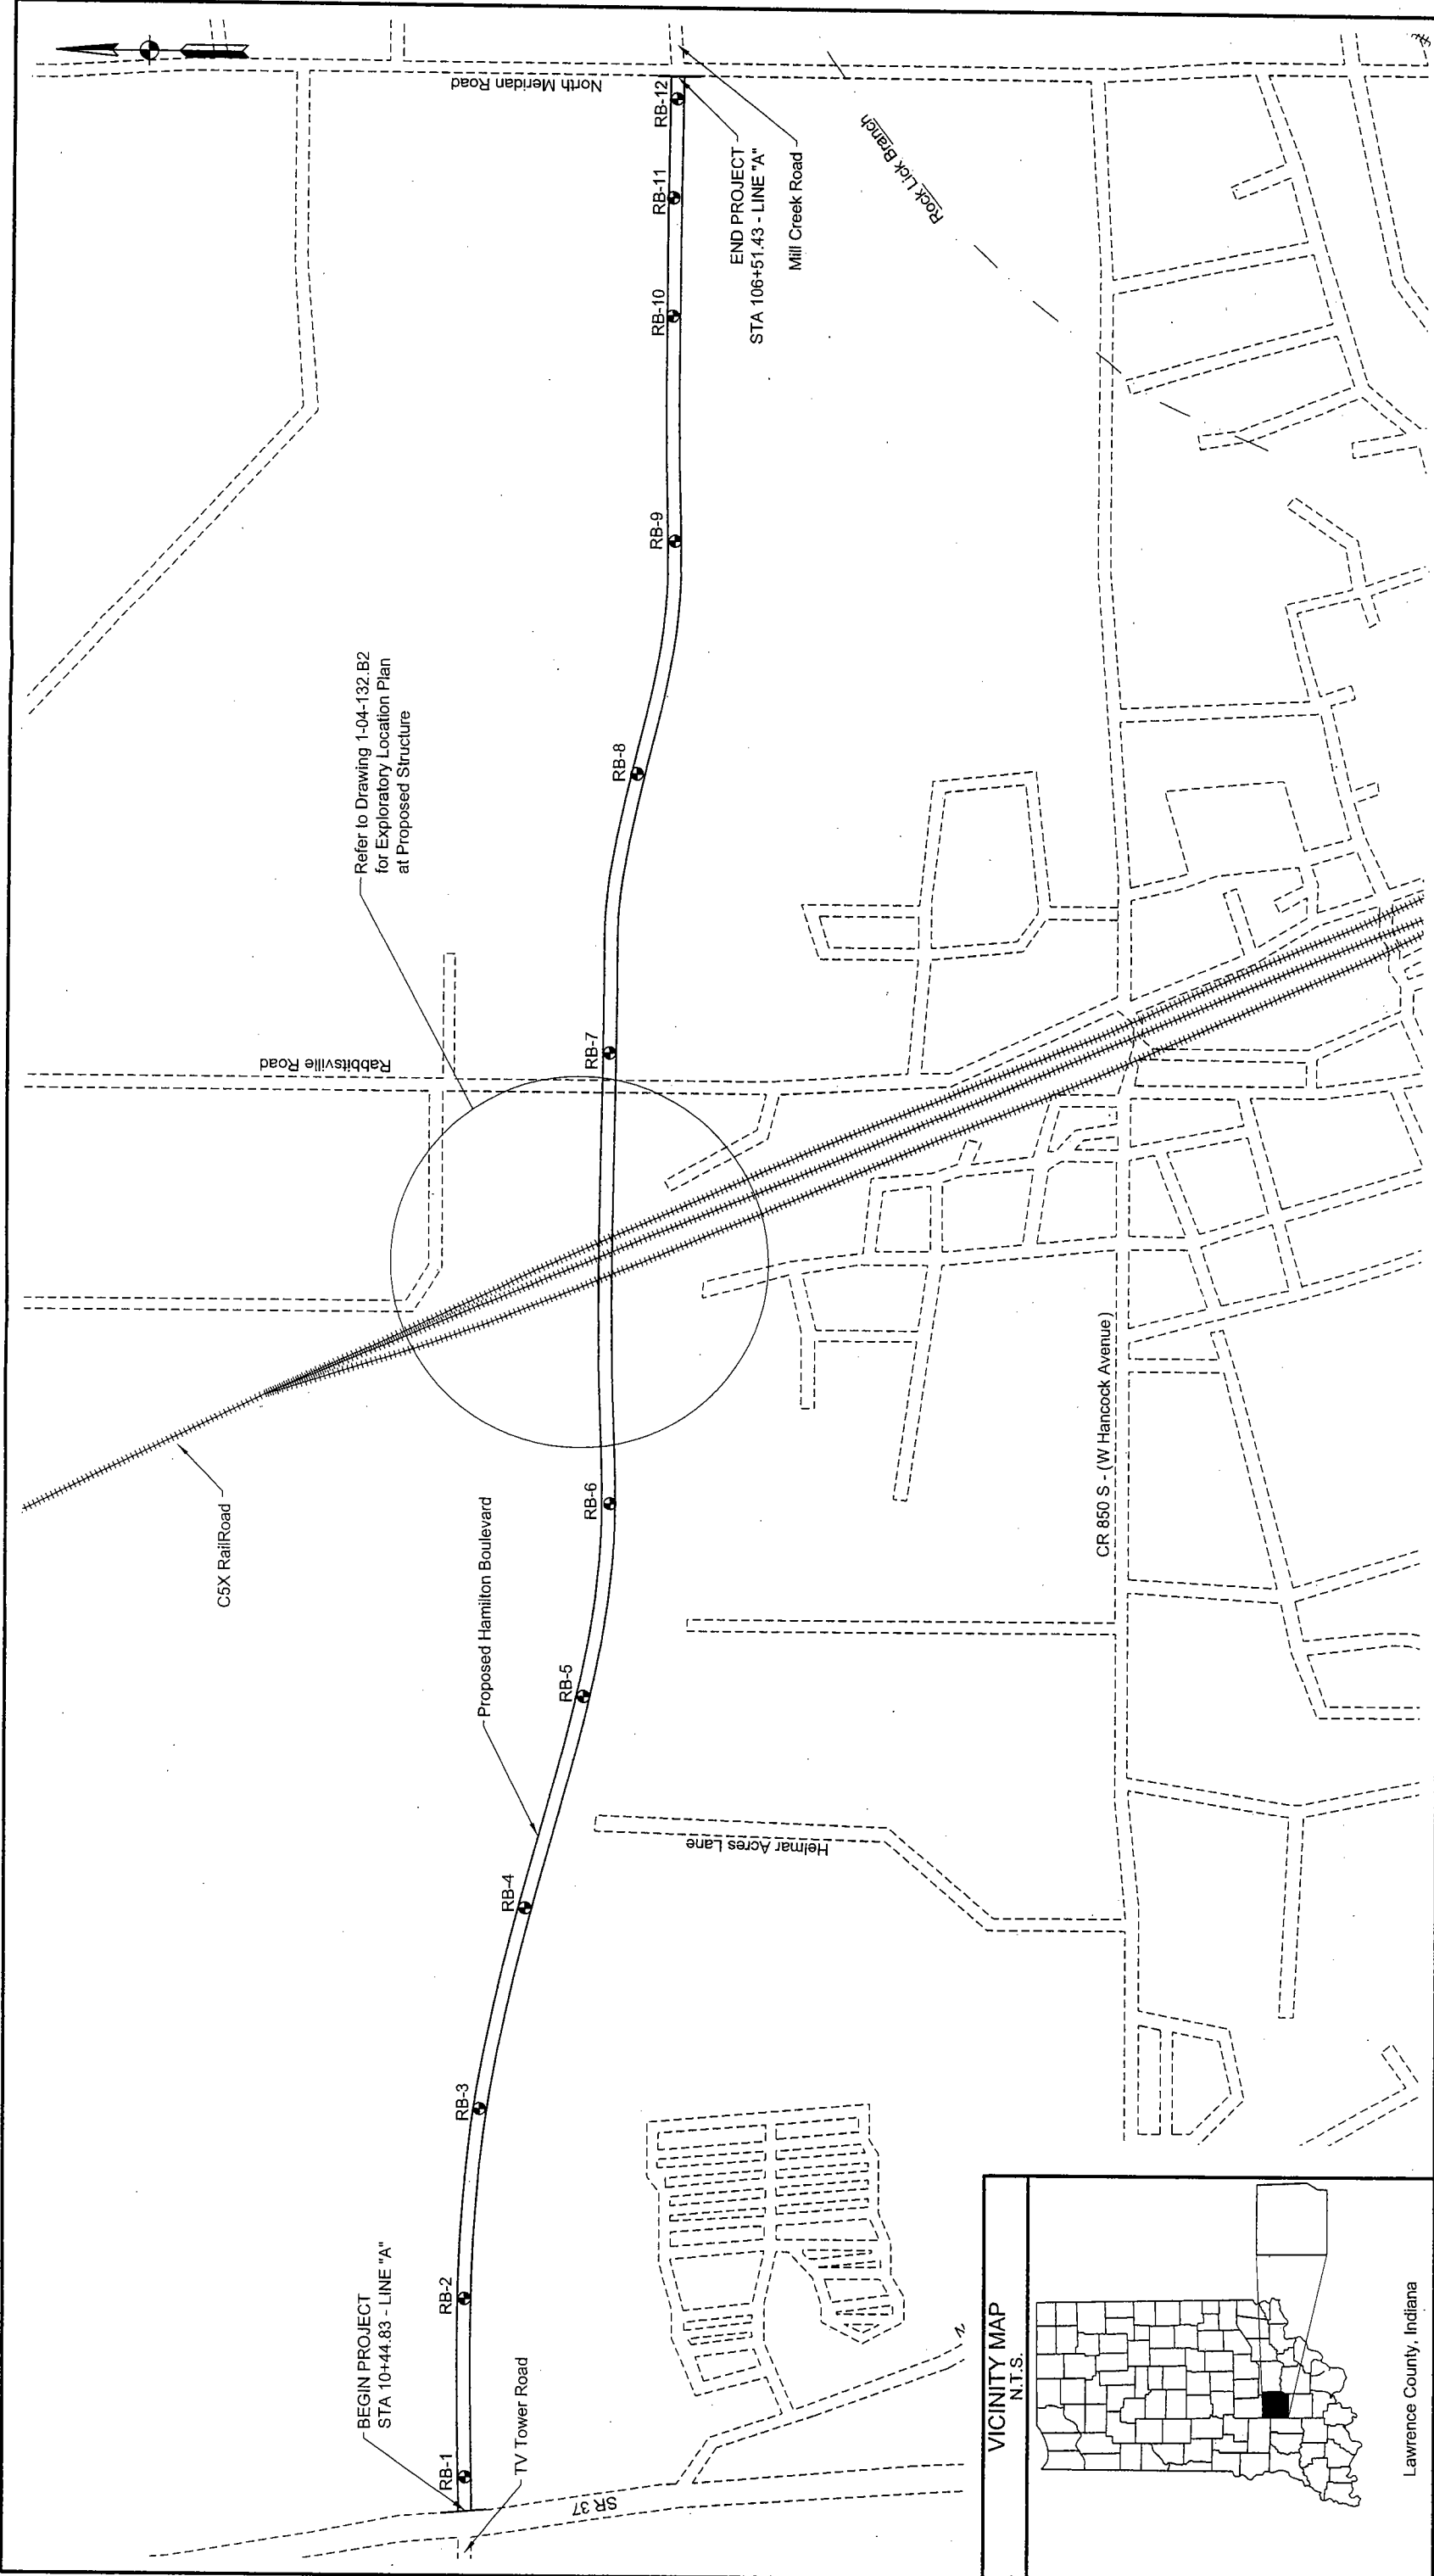 North Meridan Road
RB-12
RB-11
END PROJECT
STA 106+51.43 - LINE "A"
Mill Creek Road
Rock Lick Branch
RB-10
RB-9
Refer to Drawing 1-04-132.B2
for Exploratory Location Plan
at Proposed Structure
RB-8
RB-7
Rabbitsville Road
C5X RailRoad
RB-6
Proposed Hamilton Boulevard
CR 850 S - (W Hancock Avenue)
RB-5
RB-4
Helmar Acres Lane
RB-3
BEGIN PROJECT
STA 10+44.83 - LINE "A"
RB-2
RB-1
TV Tower Road
SR 37
VICINITY MAP
N.T.S.
Lawrence County, Indiana